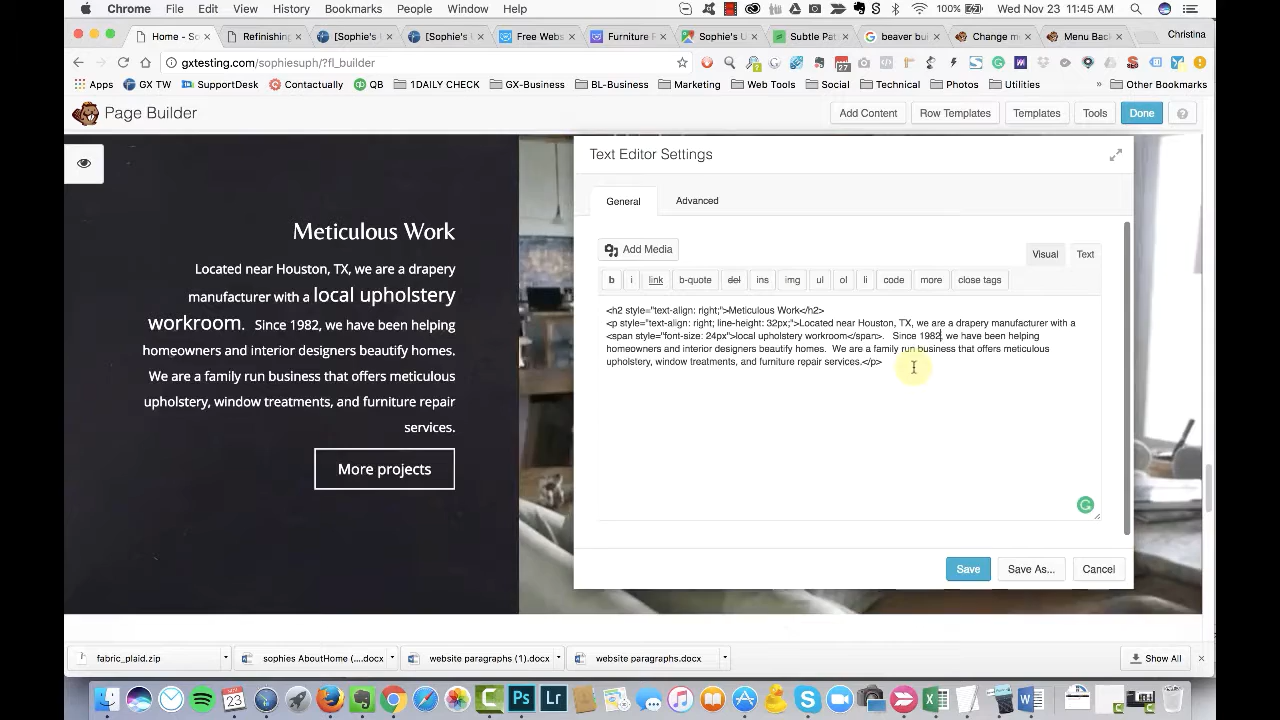 Chrome File Edit View History Bookmarks People Window Help 100% Wed Nov 23 11:45 AM
Home - S Refinishing [Sophie's [Sophie's Free Webs Furniture R Sophie's U Subtle Pat beaver bui Change m Menu Bac Christina
gxtesting.com/sophiesuph/?fl_builder
Apps GX TW SupportDesk Contactually QB 1DAILY CHECK GX-Business BL-Business Marketing Web Tools Social Technical Photos Utilities » Other Bookmarks
Page Builder Add Content Row Templates Templates Tools Done ?
Text Editor Settings
General Advanced
Add Media Visual Text
b i link b-quote del ins img ul ol li code more close tags
<h2 style="text-align: right;">Meticulous Work</h2>
<p style="text-align: right; line-height: 32px;">Located near Houston, TX, we are a drapery manufacturer with a
<span style="font-size: 24px">local upholstery workroom</span>. Since 1982, we have been helping
homeowners and interior designers beautify homes. We are a family run business that offers meticulous
upholstery, window treatments, and furniture repair services.</p>
Save Save As... Cancel
Meticulous Work
Located near Houston, TX, we are a drapery
manufacturer with a local upholstery
workroom. Since 1982, we have been helping
homeowners and interior designers beautify homes.
We are a family run business that offers meticulous
upholstery, window treatments, and furniture repair
services.
More projects
fabric_plaid.zip sophies AboutHome (....docx website paragraphs (1).docx website paragraphs.docx Show All